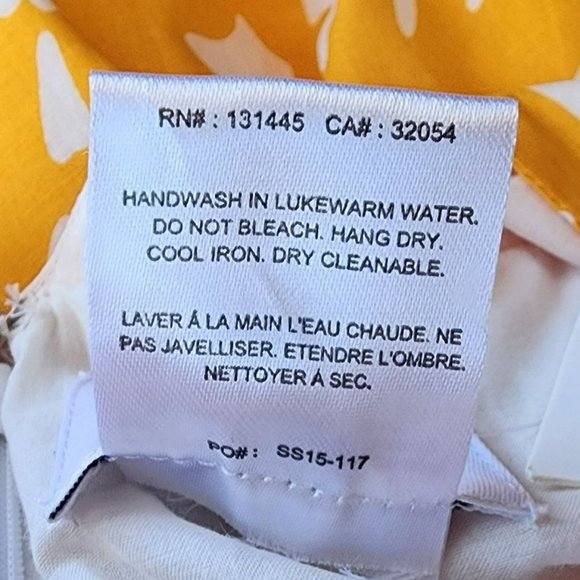 RN# : 131445 CA# : 32054
HANDWASH IN LUKEWARM WATER.
DO NOT BLEACH. HANG DRY.
COOL IRON. DRY CLEANABLE.
LAVER Á LA MAIN L'EAU CHAUDE. NE
PAS JAVELLISER. ETENDRE L'OMBRE.
NETTOYER Á SEC.
PO# : SS15-117